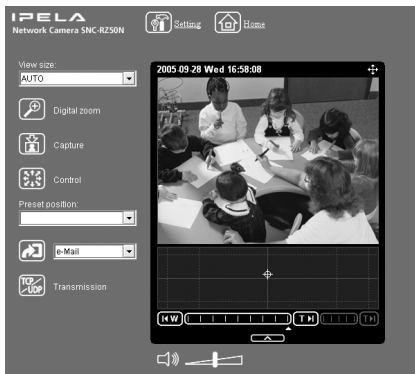 IPELA
Network Camera SNC-RZ50N
Setting
Home
View size:
AUTO
Digital zoom
Capture
Control
Preset position:
e-Mail
TCP/UDP
Transmission
2005-09-28 Wed 16:58:08
W
T
T